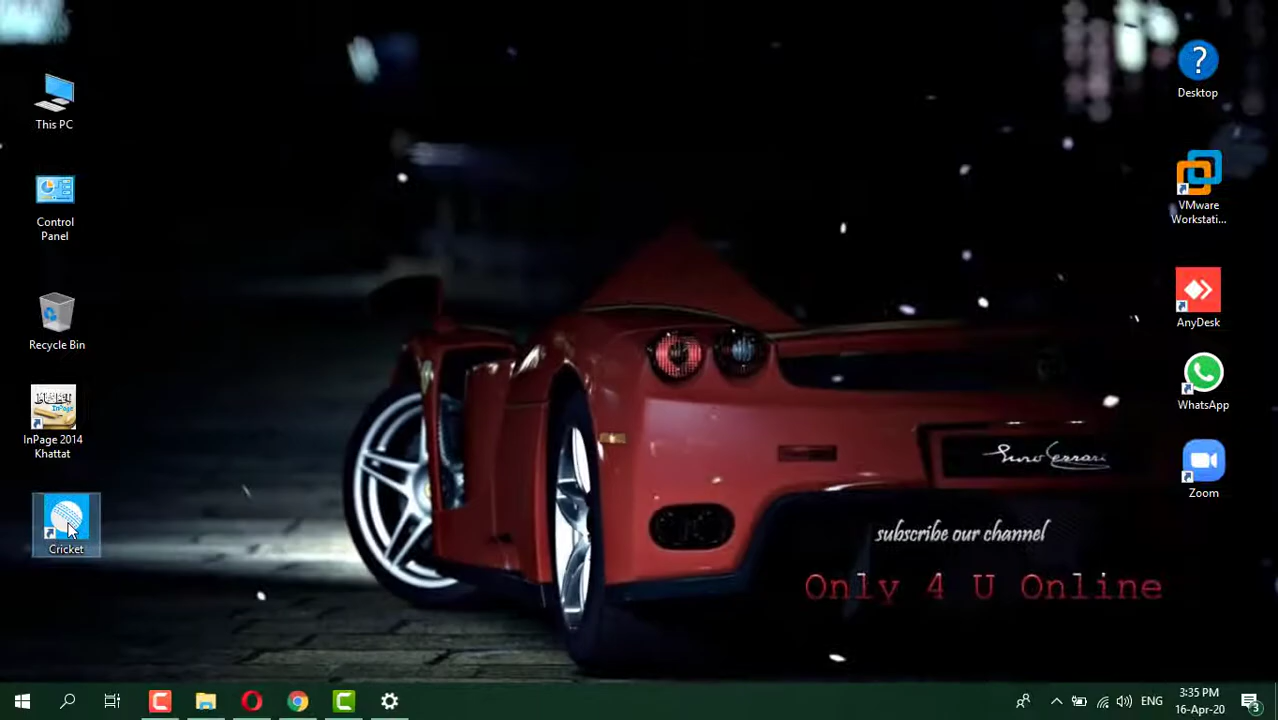 This PC
Control
Panel
Recycle Bin
InPage 2014
Khattat
Cricket
?
Desktop
VMware
Workstati...
AnyDesk
WhatsApp
Zoom
subscribe our channel
Only 4 U Online
ENG
3:35 PM
16-Apr-20
3